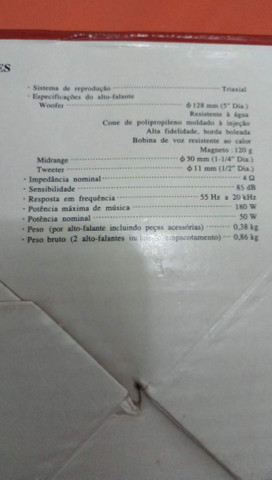 ES
· Sistema de reprodução Triaxial
· Especificações do alto-falante
Woofer ϕ 128 mm (5" Dia.)
Resistente à água
Cone de polipropileno moldado à injeção
Alta fidelidade, borda boleada
Bobina de voz resistente ao calor
Magneto : 120 g
Midrange ϕ 30 mm (1-1/4" Dia.)
Tweeter ϕ 11 mm (1/2" Dia.)
· Impedância nominal 4 Ω
· Sensibilidade 85 dB
· Resposta em frequência 55 Hz a 20 kHz
· Potência máxima de música 180 W
· Potência nominal 50 W
· Peso (por alto-falante incluindo peças acessórias) 0,38 kg
· Peso bruto (2 alto-falantes empacotamento) 0,86 kg